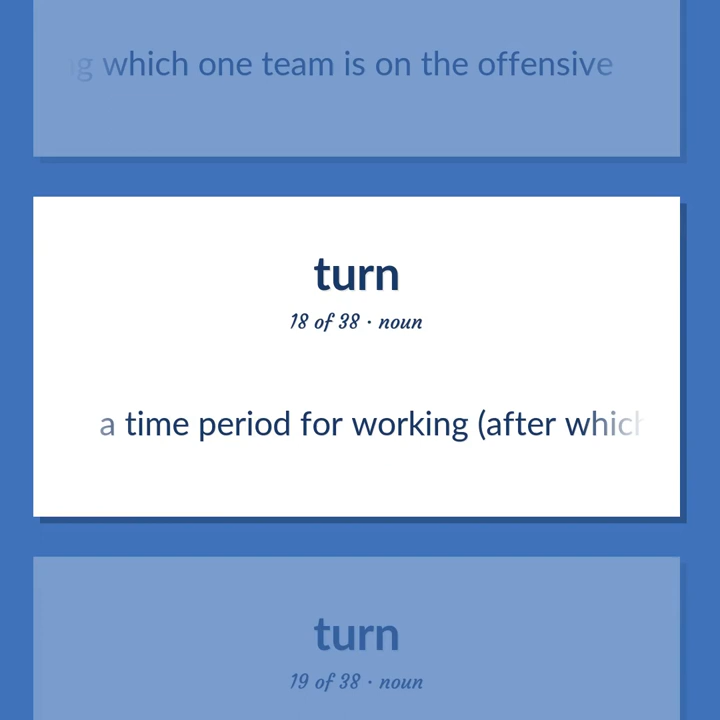 which one team is on the offensive
turn
18 of 38 · noun
a time period for working (after which
turn
19 of 38 · noun